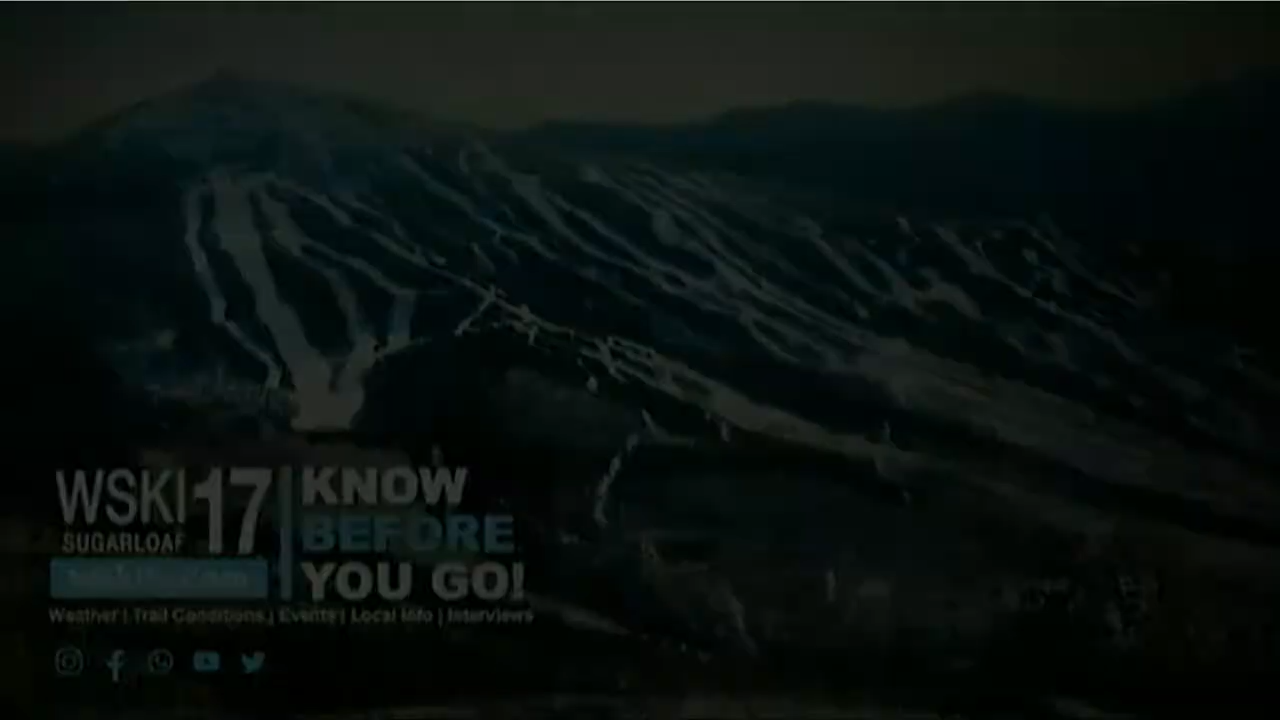 WSKI 17
SUGARLOAF
KNOW
BEFORE
YOU GO!
Weather | Trail Conditions | Events | Local Info | Interviews